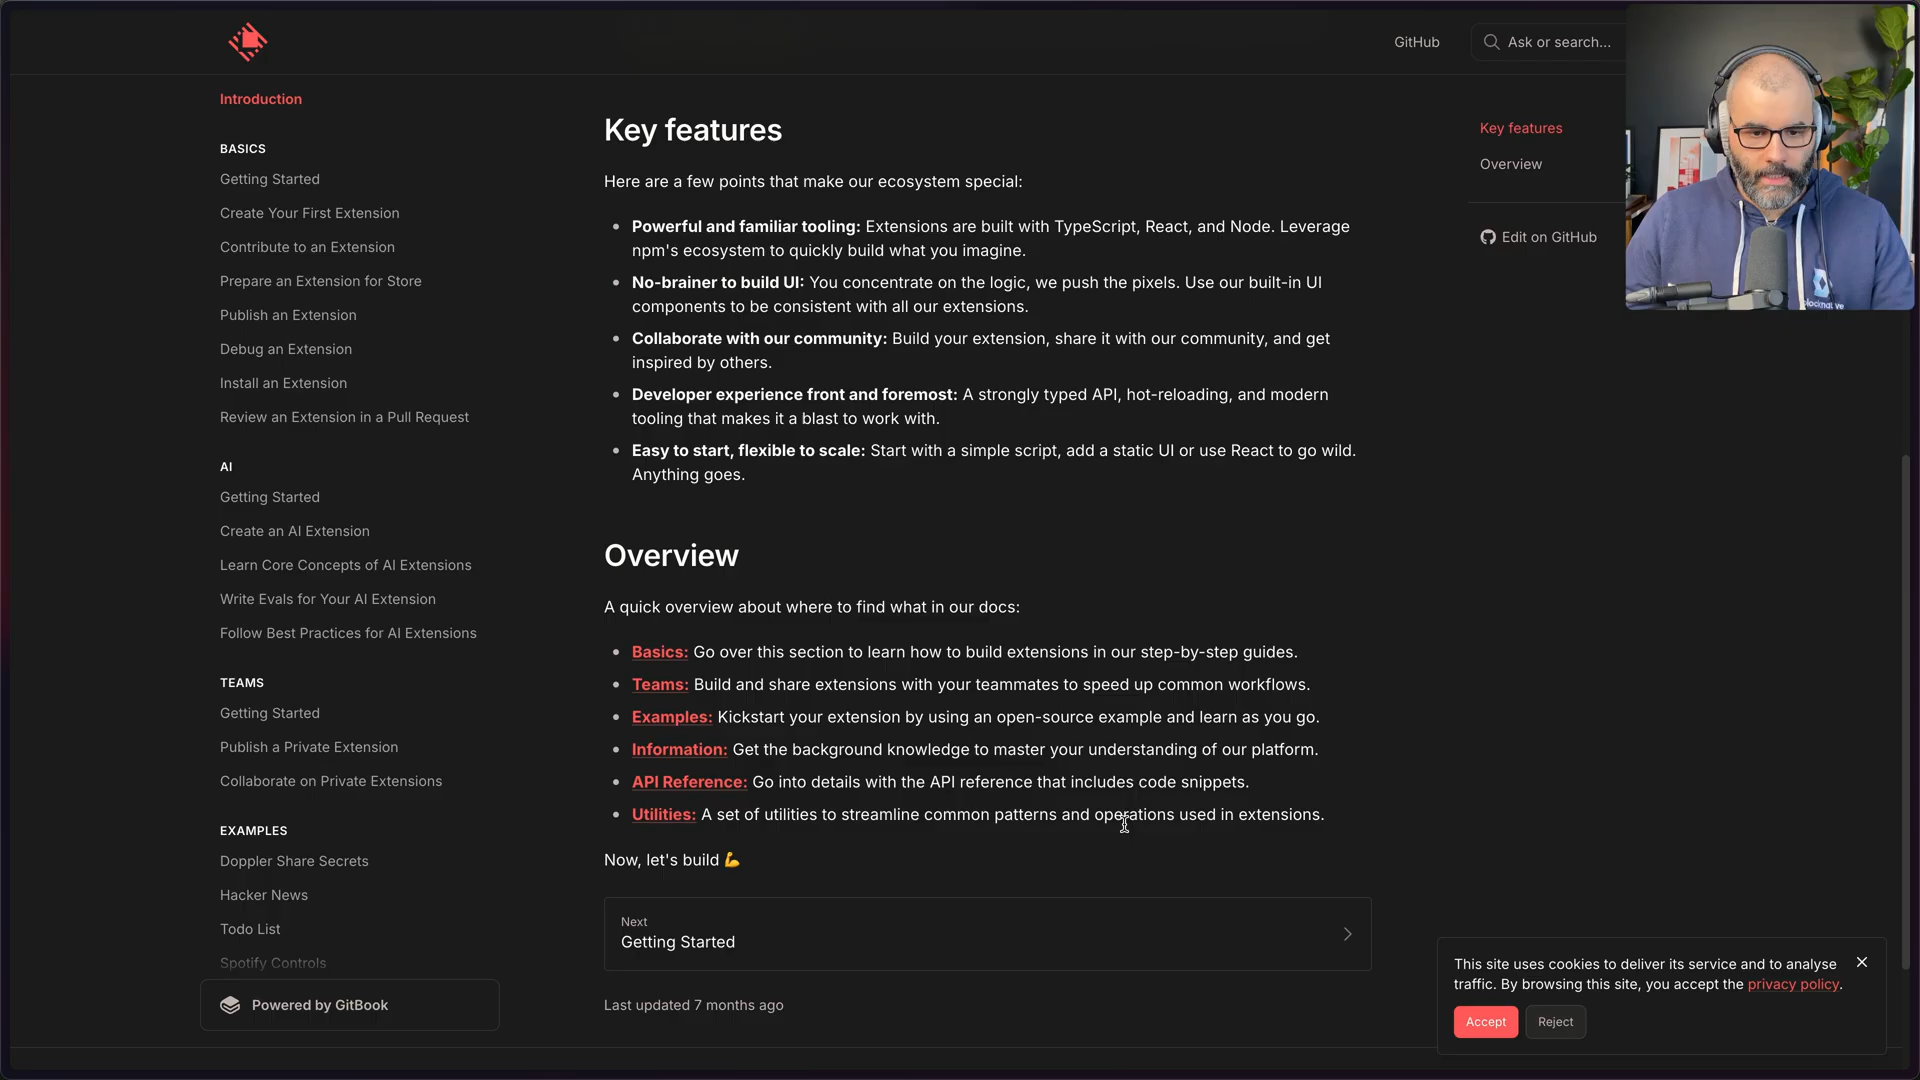 GitHub
Ask or search...
Introduction
BASICS
Getting Started
Create Your First Extension
Contribute to an Extension
Prepare an Extension for Store
Publish an Extension
Debug an Extension
Install an Extension
Review an Extension in a Pull Request
AI
Getting Started
Create an AI Extension
Learn Core Concepts of AI Extensions
Write Evals for Your AI Extension
Follow Best Practices for AI Extensions
TEAMS
Getting Started
Publish a Private Extension
Collaborate on Private Extensions
EXAMPLES
Doppler Share Secrets
Hacker News
Todo List
Spotify Controls
Powered by GitBook
Key features
Here are a few points that make our ecosystem special:
• Powerful and familiar tooling: Extensions are built with TypeScript, React, and Node. Leverage
npm's ecosystem to quickly build what you imagine.
• No-brainer to build UI: You concentrate on the logic, we push the pixels. Use our built-in UI
components to be consistent with all our extensions.
• Collaborate with our community: Build your extension, share it with our community, and get
inspired by others.
• Developer experience front and foremost: A strongly typed API, hot-reloading, and modern
tooling that makes it a blast to work with.
• Easy to start, flexible to scale: Start with a simple script, add a static UI or use React to go wild.
Anything goes.
Overview
A quick overview about where to find what in our docs:
• Basics: Go over this section to learn how to build extensions in our step-by-step guides.
• Teams: Build and share extensions with your teammates to speed up common workflows.
• Examples: Kickstart your extension by using an open-source example and learn as you go.
• Information: Get the background knowledge to master your understanding of our platform.
• API Reference: Go into details with the API reference that includes code snippets.
• Utilities: A set of utilities to streamline common patterns and operations used in extensions.
Now, let's build 💪
Next
Getting Started
Last updated 7 months ago
Key features
Overview
Edit on GitHub
This site uses cookies to deliver its service and to analyse
traffic. By browsing this site, you accept the privacy policy.
Accept
Reject